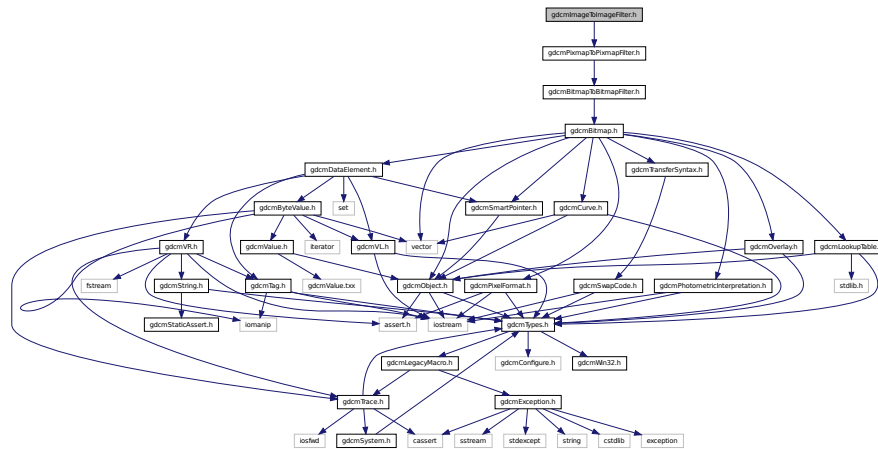 gdcmImageToImageFilter.h
gdcmPixmapToPixmapFilter.h
gdcmBitmapToBitmapFilter.h
gdcmBitmap.h
gdcmDataElement.h
gdcmTransferSyntax.h
gdcmByteValue.h
set
gdcmSmartPointer.h
gdcmCurve.h
gdcmVR.h
gdcmValue.h
iterator
gdcmVL.h
vector
gdcmOverlay.h
gdcmLookupTable.
fstream
gdcmString.h
gdcmTag.h
gdcmValue.txx
gdcmObject.h
gdcmPixelFormat.h
gdcmSwapCode.h
gdcmPhotometricInterpretation.h
stdlib.h
gdcmStaticAssert.h
iomanip
assert.h
iostream
gdcmTypes.h
gdcmLegacyMacro.h
gdcmConfigure.h
gdcmWin32.h
gdcmTrace.h
gdcmException.h
iosfwd
gdcmSystem.h
cassert
sstream
stdexcept
string
cstdlib
exception